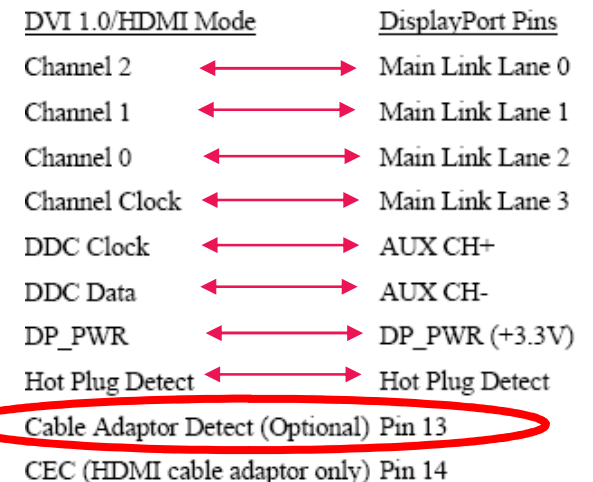 DVI 1.0/HDMI Mode DisplayPort Pins
Channel 2 Main Link Lane 0
Channel 1 Main Link Lane 1
Channel 0 Main Link Lane 2
Channel Clock Main Link Lane 3
DDC Clock AUX CH+
DDC Data AUX CH-
DP_PWR DP_PWR (+3.3V)
Hot Plug Detect Hot Plug Detect
Cable Adaptor Detect (Optional) Pin 13
CEC (HDMI cable adaptor only) Pin 14